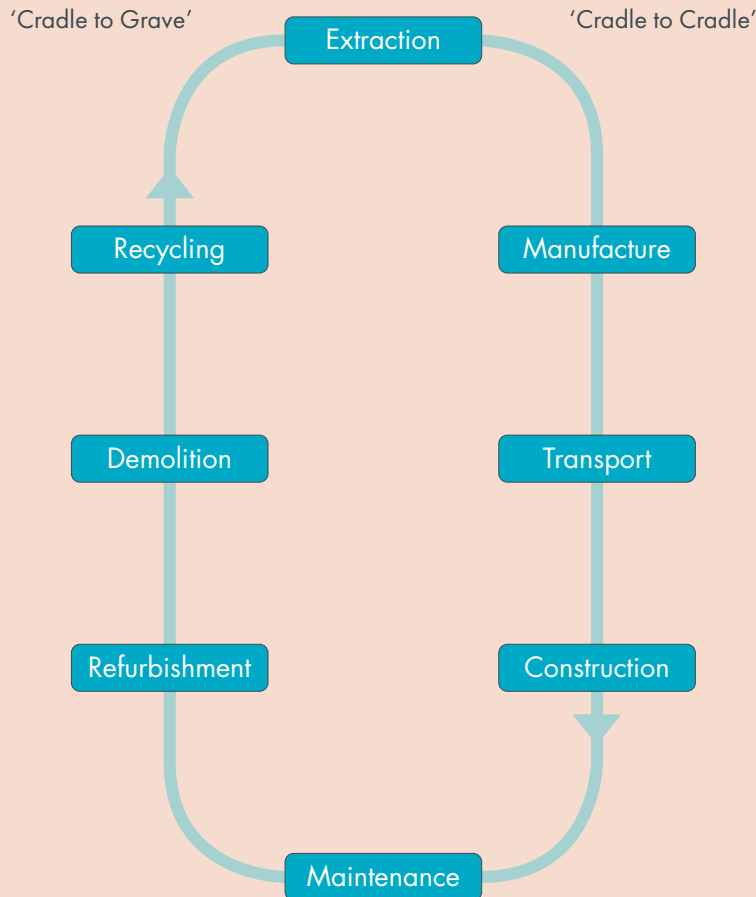 ‘Cradle to Grave’
‘Cradle to Cradle’
Extraction
Recycling
Manufacture
Demolition
Transport
Refurbishment
Construction
Maintenance